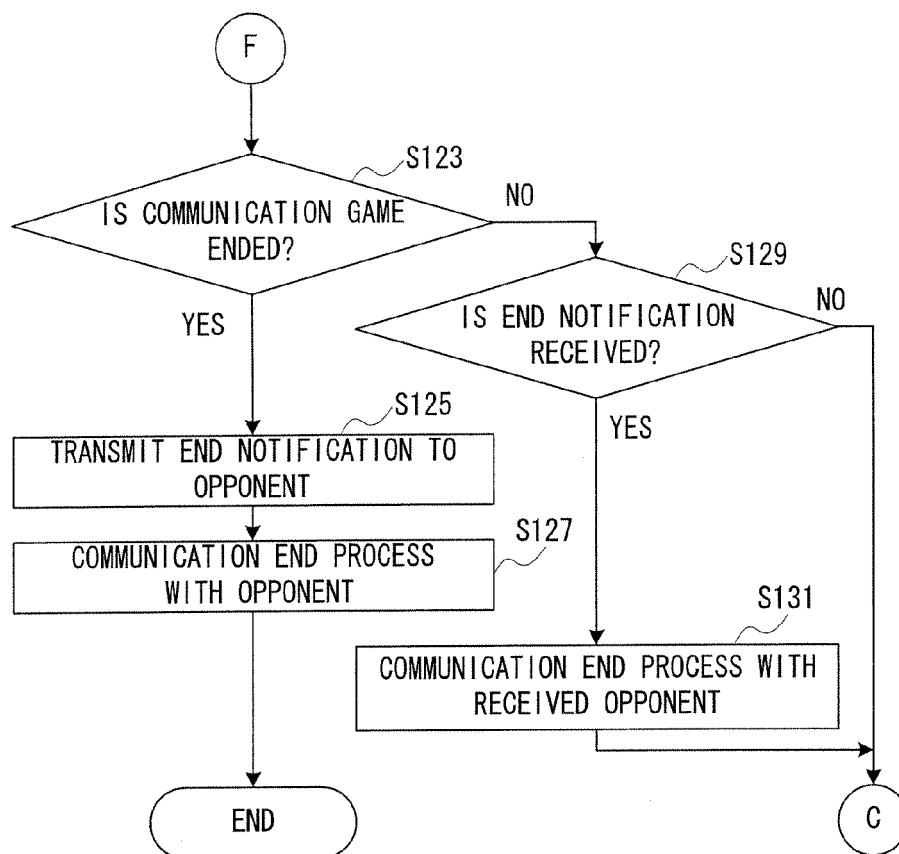 F
S123
IS COMMUNICATION GAME
ENDED?
NO
YES
S129
IS END NOTIFICATION
RECEIVED?
NO
YES
S125
TRANSMIT END NOTIFICATION TO
OPPONENT
S127
COMMUNICATION END PROCESS
WITH OPPONENT
S131
COMMUNICATION END PROCESS WITH
RECEIVED OPPONENT
END
C